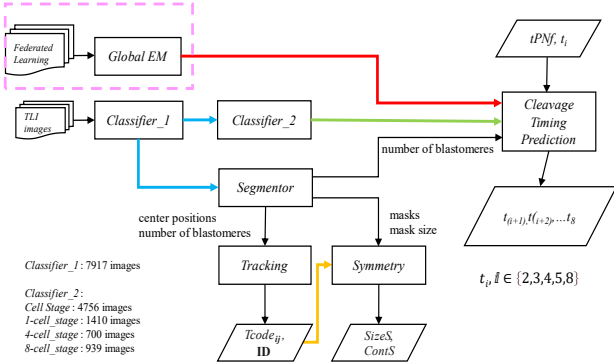 Federated
Learning
Global EM
tPNf, tᵢ
TLI
images
Classifier_1
Classifier_2
Cleavage
Timing
Prediction
number of blastomeres
Segmentor
center positions
number of blastomeres
masks
mask size
t₍ᵢ₊₁₎,t(ᵢ₊₂₎,…t₈
Tracking
Symmetry
Classifier_1 : 7917 images
Classifier_2 :
Cell Stage : 4756 images
1-cell_stage : 1410 images
4-cell_stage : 700 images
8-cell_stage : 939 images
Tcodeᵢⱼ,
ID
SizeS,
ContS
tᵢ, 𝕚 ∈ {2,3,4,5,8}